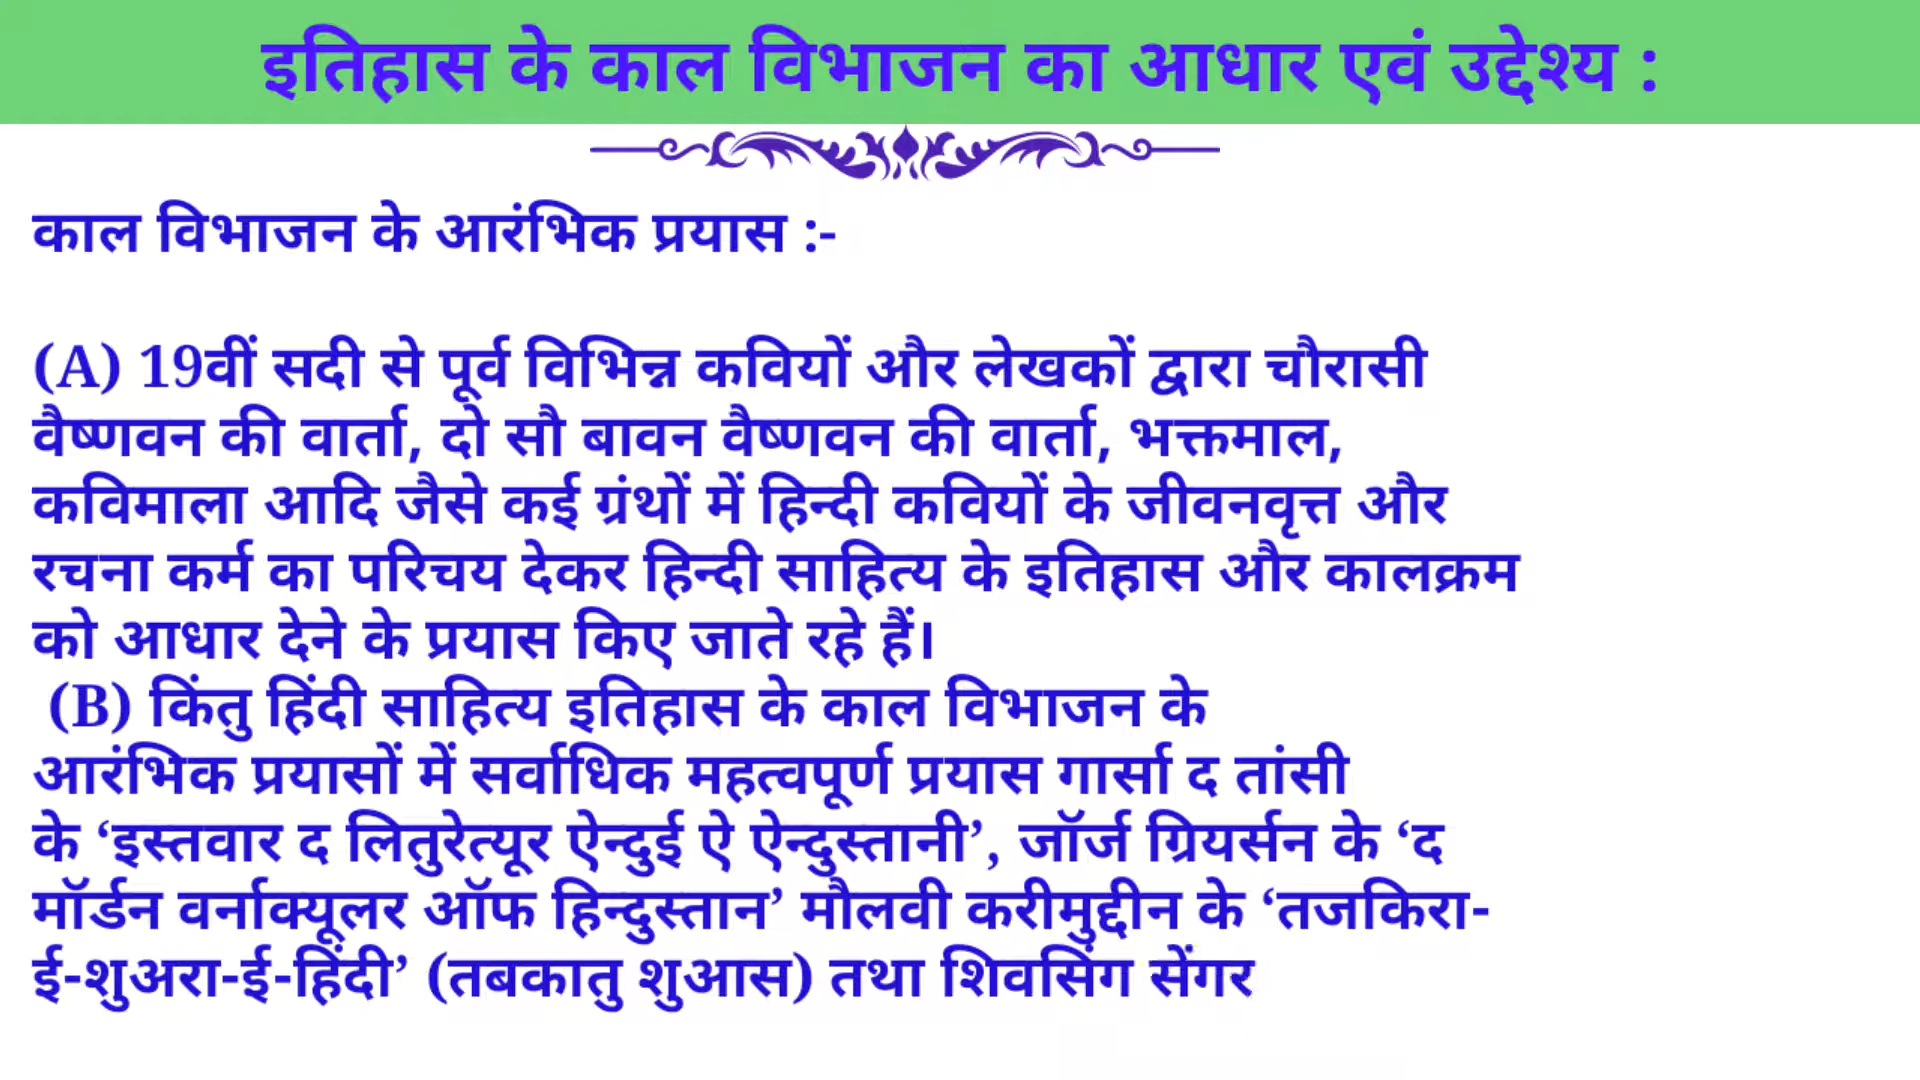 इतिहास के काल विभाजन का आधार एवं उद्देश्य :
काल विभाजन के आरंभिक प्रयास :-
(A) 19वीं सदी से पूर्व विभिन्न कवियों और लेखकों द्वारा चौरासी
वैष्णवन की वार्ता, दो सौ बावन वैष्णवन की वार्ता, भक्तमाल,
कविमाला आदि जैसे कई ग्रंथों में हिन्दी कवियों के जीवनवृत्त और
रचना कर्म का परिचय देकर हिन्दी साहित्य के इतिहास और कालक्रम
को आधार देने के प्रयास किए जाते रहे हैं।
(B) किंतु हिंदी साहित्य इतिहास के काल विभाजन के
आरंभिक प्रयासों में सर्वाधिक महत्वपूर्ण प्रयास गार्सा द तांसी
के ‘इस्तवार द लितुरेत्यूर ऐन्दुई ऐ ऐन्दुस्तानी’, जॉर्ज ग्रियर्सन के ‘द
मॉर्डन वर्नाक्यूलर ऑफ हिन्दुस्तान’ मौलवी करीमुद्दीन के ‘तजकिरा-
ई-शुअरा-ई-हिंदी’ (तबकातु शुआस) तथा शिवसिंग सेंगर